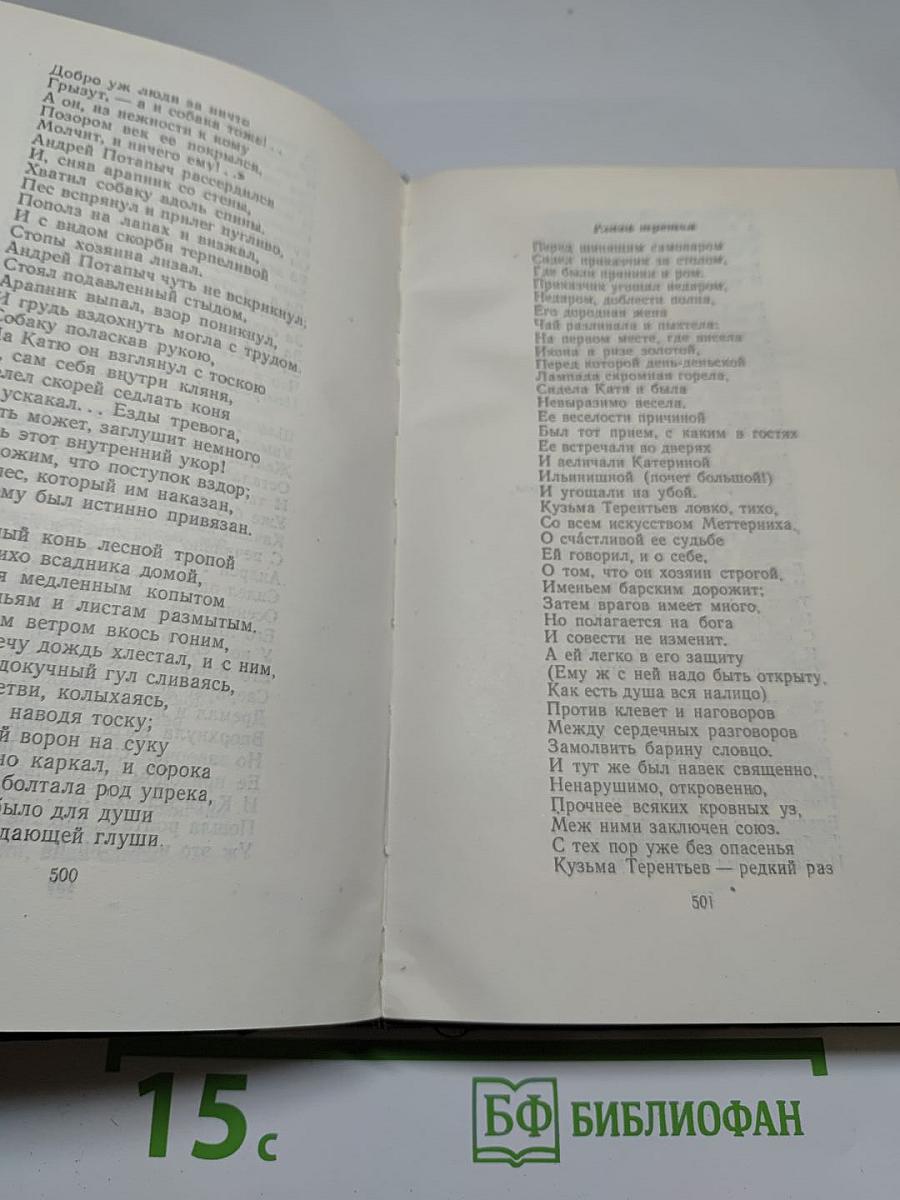 Добро уж люди за ничто
Грызут, — а и собака тоже!..
А он, из нежности к кому
Позором век ее покрылся,
Молчит, и ничего ему!..»
Андрей Потапыч рассердился
И, сняв арапник со стены,
Хватил собаку вдоль спины.
Пес вспрянул и прилег пугливо,
Пополз на лапах и визжал,
И с видом скорби терпеливой
Стопы хозяина лизал.
Андрей Потапыч чуть не вскрикнул;
Стоял подавленный стыдом,
Арапник выпал, взор поникнул,
И грудь вздохнуть могла с трудом.
Собаку поласкав рукою,
На Катю он взглянул с тоскою
, сам себя внутри кляня,
елел скорей седлать коня
ускакал... Езды тревога,
ть может, заглушит немного
ь этот внутренний укор!
ожим, что поступок вздор;
пес, который им наказан,
ему был истинно привязан.
ный конь лесной тропой
ихо всадника домой,
я медленным копытом
ньям и листам размытым.
м ветром вкось гоним,
ечу дождь хлестал, и с ним,
докучный гул сливаясь,
етви, колыхаясь,
наводя тоску;
й ворон на суку
но каркал, и сорока
болтала род упрека,
было для души
дающей глуши.
500
Глава третья
Перед шипящим самоваром
Сидел приказчик за столом,
Где были пряники и ром.
Приказчик угощал недаром,
Недаром, доблести полна,
Его дородная жена
Чай разливала и пыхтела:
На первом месте, где висела
Икона в ризе золотой,
Перед которой день-деньской
Лампада скромная горела,
Сидела Катя и была
Невыразимо весела.
Ее веселости причиной
Был тот прием, с каким в гостях
Ее встречали во дверях
И величали Катериной
Ильинишной (почет большой!)
И угощали на убой.
Кузьма Терентьев ловко, тихо,
Со всем искусством Меттерниха,
О сча́стливой ее судьбе
Ей говорил, и о себе,
О том, что он хозяин строгой,
Именьем барским дорожит;
Затем врагов имеет много,
Но полагается на бога
И совести не изменит.
А ей легко в его защиту
(Ему ж с ней надо быть открыту,
Как есть душа вся налицо)
Против клевет и наговоров
Между сердечных разговоров
Замолвить барину словцо.
И тут же был навек священно,
Ненарушимо, откровенно,
Прочнее всяких кровных уз,
Меж ними заключен союз.
С тех пор уже без опасенья
Кузьма Терентьев — редкий раз
501
15 с
БФ БИБЛИОФАН